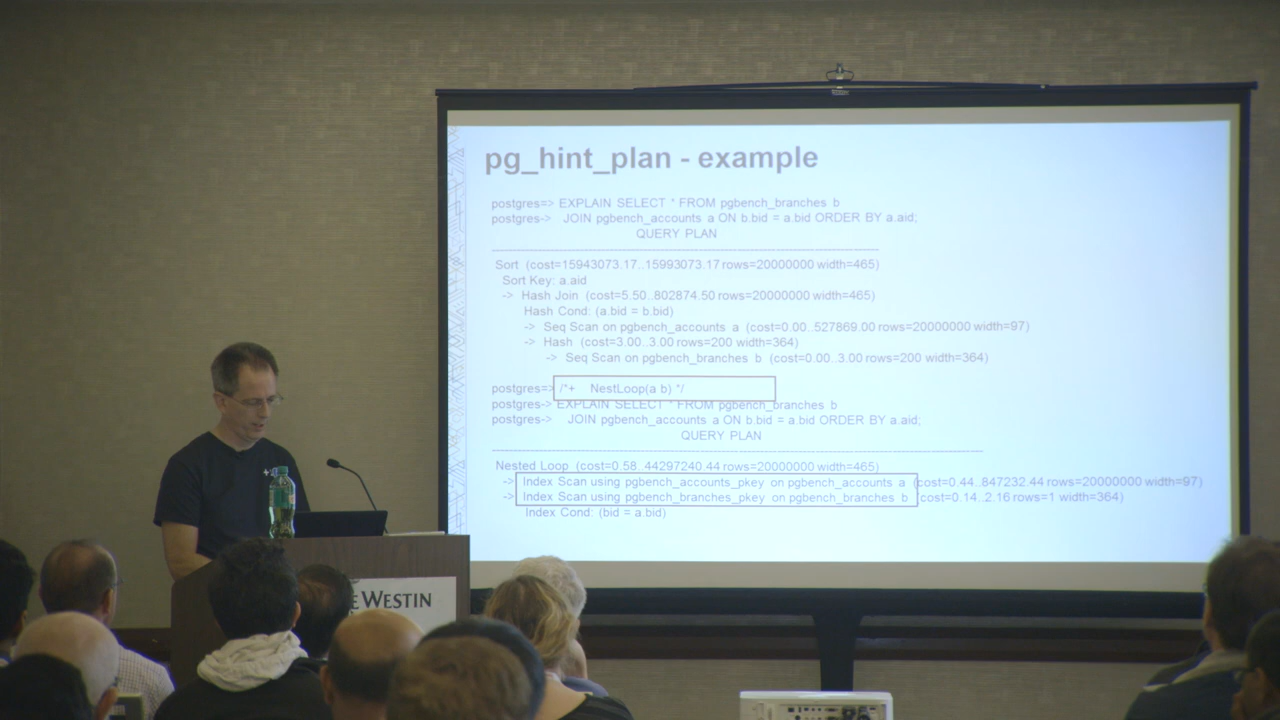 pg_hint_plan - example
postgres=> EXPLAIN SELECT * FROM pgbench_branches b
postgres-> JOIN pgbench_accounts a ON b.bid = a.bid ORDER BY a.aid;
QUERY PLAN
Sort (cost=15943073.17..15993073.17 rows=20000000 width=465)
Sort Key: a.aid
-> Hash Join (cost=5.50..802874.50 rows=20000000 width=465)
Hash Cond: (a.bid = b.bid)
-> Seq Scan on pgbench_accounts a (cost=0.00..527869.00 rows=20000000 width=97)
-> Hash (cost=3.00..3.00 rows=200 width=364)
-> Seq Scan on pgbench_branches b (cost=0.00..3.00 rows=200 width=364)
postgres=> /*+ NestLoop(a b) */
postgres-> EXPLAIN SELECT * FROM pgbench_branches b
postgres-> JOIN pgbench_accounts a ON b.bid = a.bid ORDER BY a.aid;
QUERY PLAN
Nested Loop (cost=0.58..44297240.44 rows=20000000 width=465)
-> Index Scan using pgbench_accounts_pkey on pgbench_accounts a (cost=0.44..847232.44 rows=20000000 width=97)
-> Index Scan using pgbench_branches_pkey on pgbench_branches b (cost=0.14..2.16 rows=1 width=364)
Index Cond: (bid = a.bid)
E WESTIN